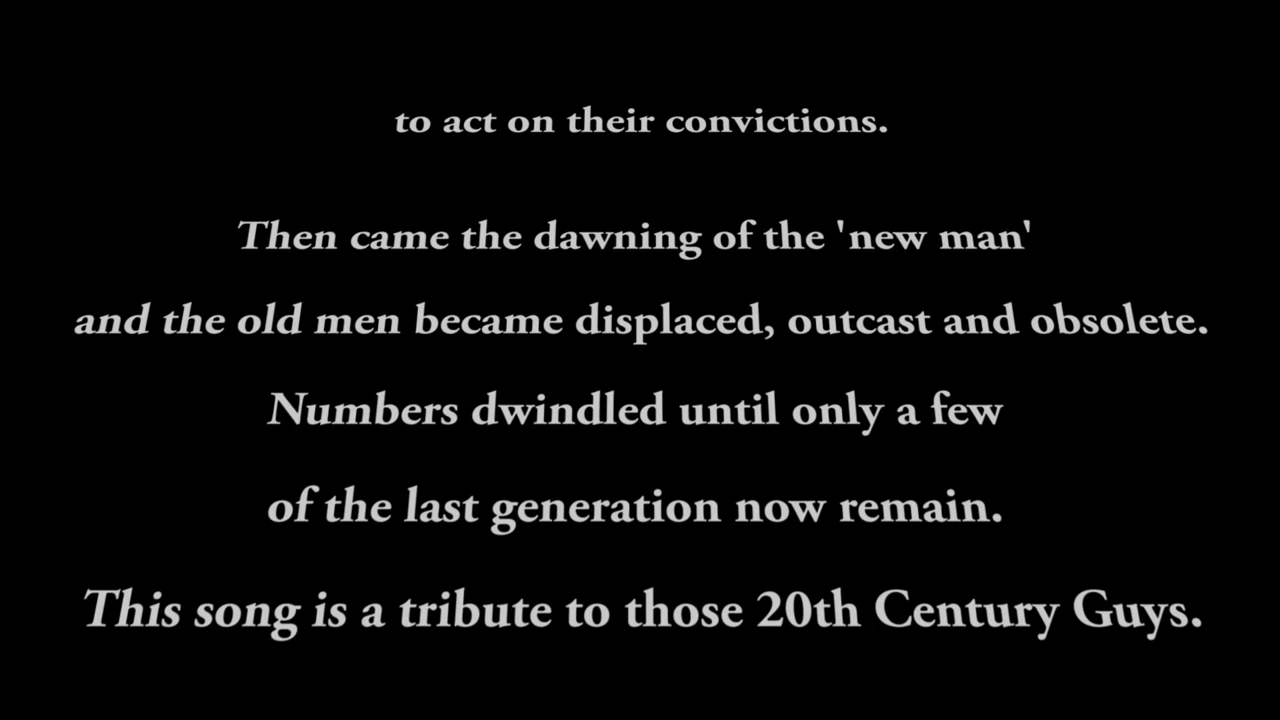 to act on their convictions.
Then came the dawning of the 'new man'
and the old men became displaced, outcast and obsolete.
Numbers dwindled until only a few
of the last generation now remain.
This song is a tribute to those 20th Century Guys.